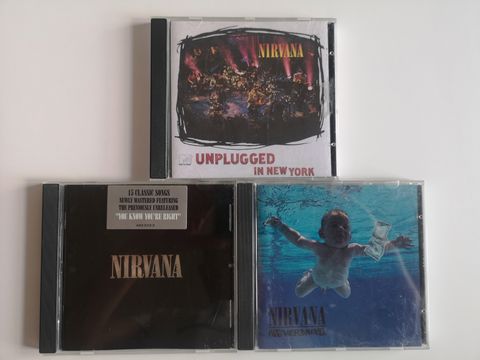 NIRVANA
UNPLUGGED
IN NEW YORK
15 CLASSIC SONGS
NEWLY MASTERED FEATURING
THE PREVIOUSLY UNRELEASED
"YOU KNOW YOU'RE RIGHT"
NIRVANA
NIRVANA
NEVERMIND